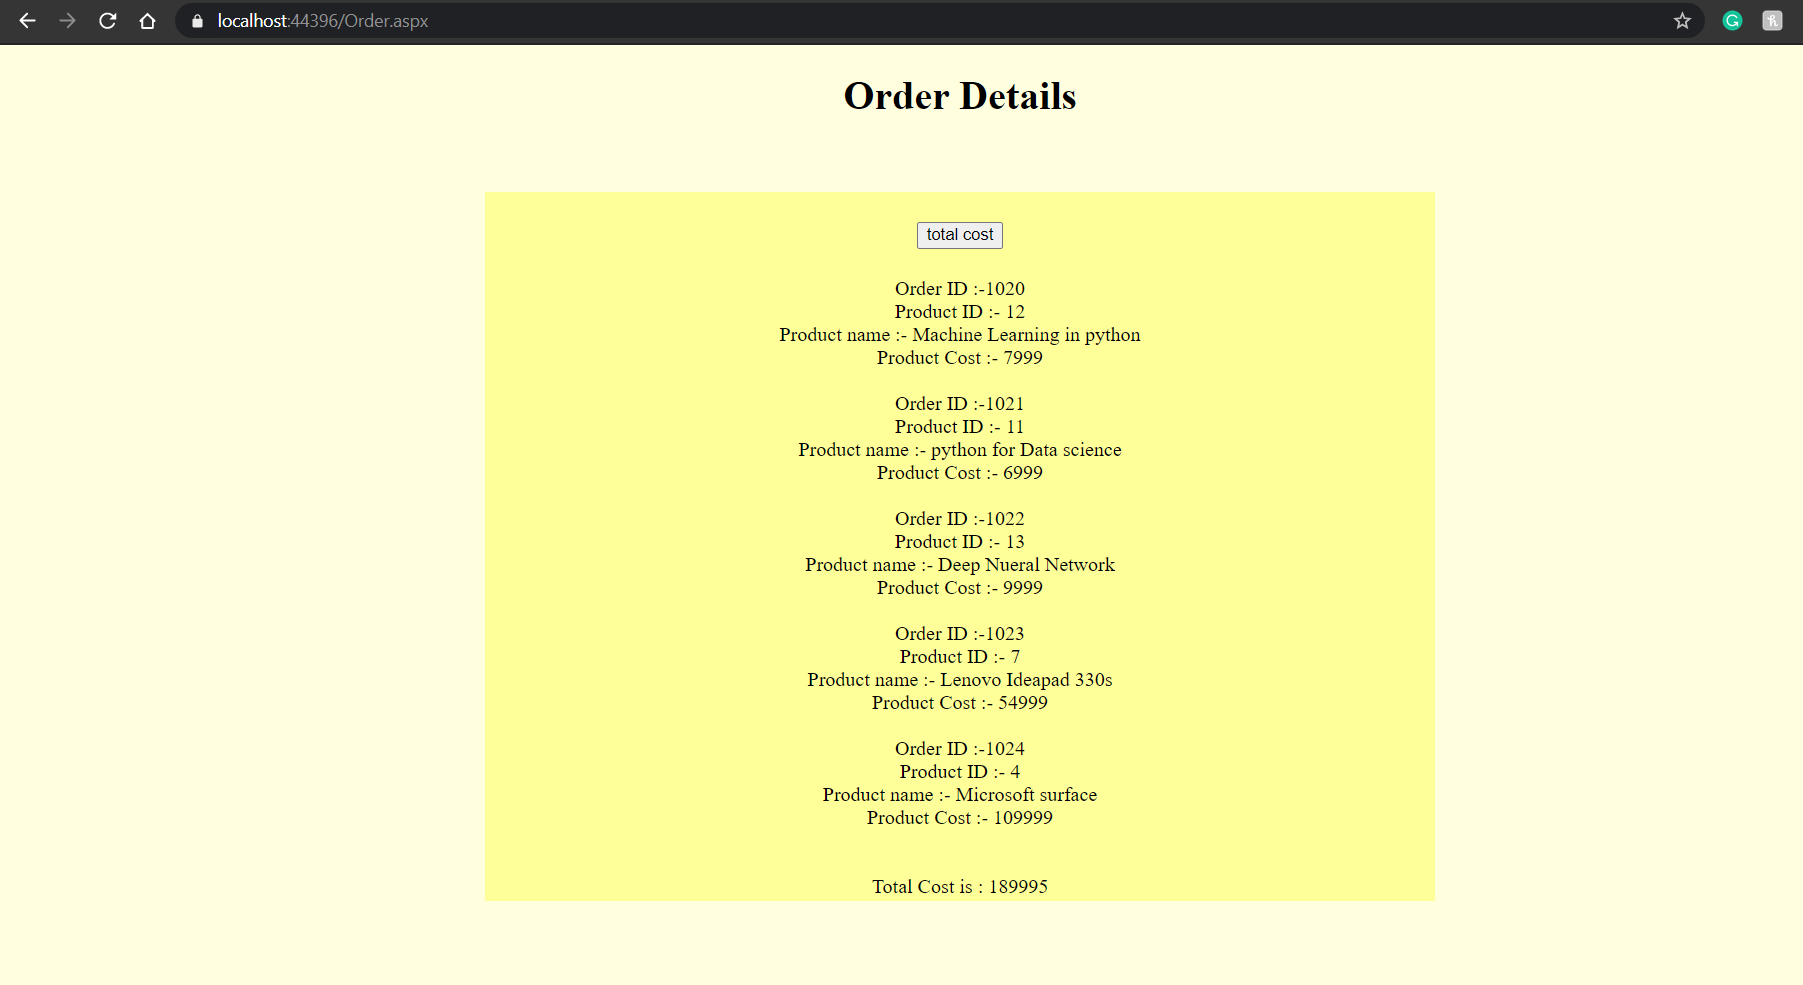 localhost:44396/Order.aspx
Order Details
total cost
Order ID :-1020
Product ID :- 12
Product name :- Machine Learning in python
Product Cost :- 7999
Order ID :-1021
Product ID :- 11
Product name :- python for Data science
Product Cost :- 6999
Order ID :-1022
Product ID :- 13
Product name :- Deep Nueral Network
Product Cost :- 9999
Order ID :-1023
Product ID :- 7
Product name :- Lenovo Ideapad 330s
Product Cost :- 54999
Order ID :-1024
Product ID :- 4
Product name :- Microsoft surface
Product Cost :- 109999
Total Cost is : 189995